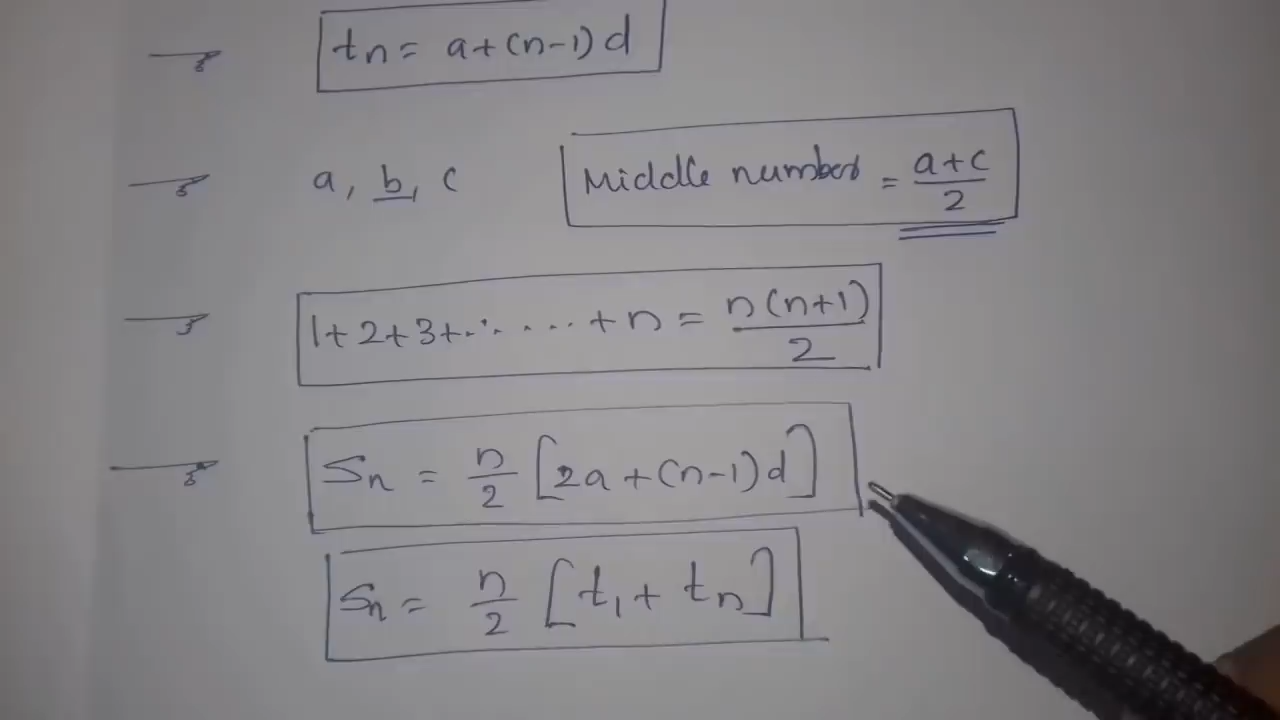 tn = a+(n-1)d
a, b, c Middle number = a+c/2
1+2+3+........+n = n(n+1)/2
Sn = n/2 [2a+(n-1)d]
Sn = n/2 [t1 + tn]